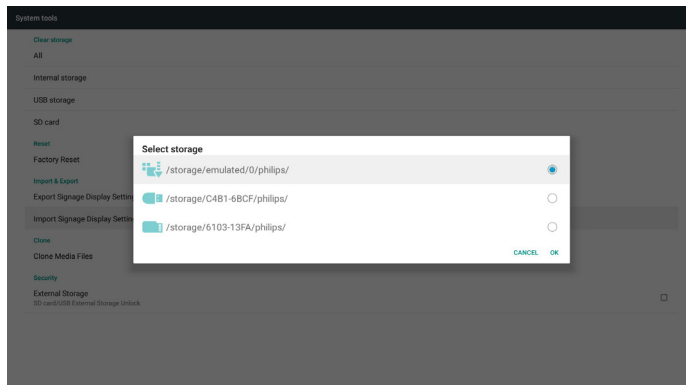 System tools
Clear storage
All
Internal storage
USB storage
SD card
Reset
Factory Reset
Import & Export
Export Signage Display Settin
Import Signage Display Settin
Clone
Clone Media Files
Security
External Storage
SD card/USB External Storage Unlock
Select storage
/storage/emulated/0/philips/
/storage/C4B1-6BCF/philips/
/storage/6103-13FA/philips/
CANCEL OK